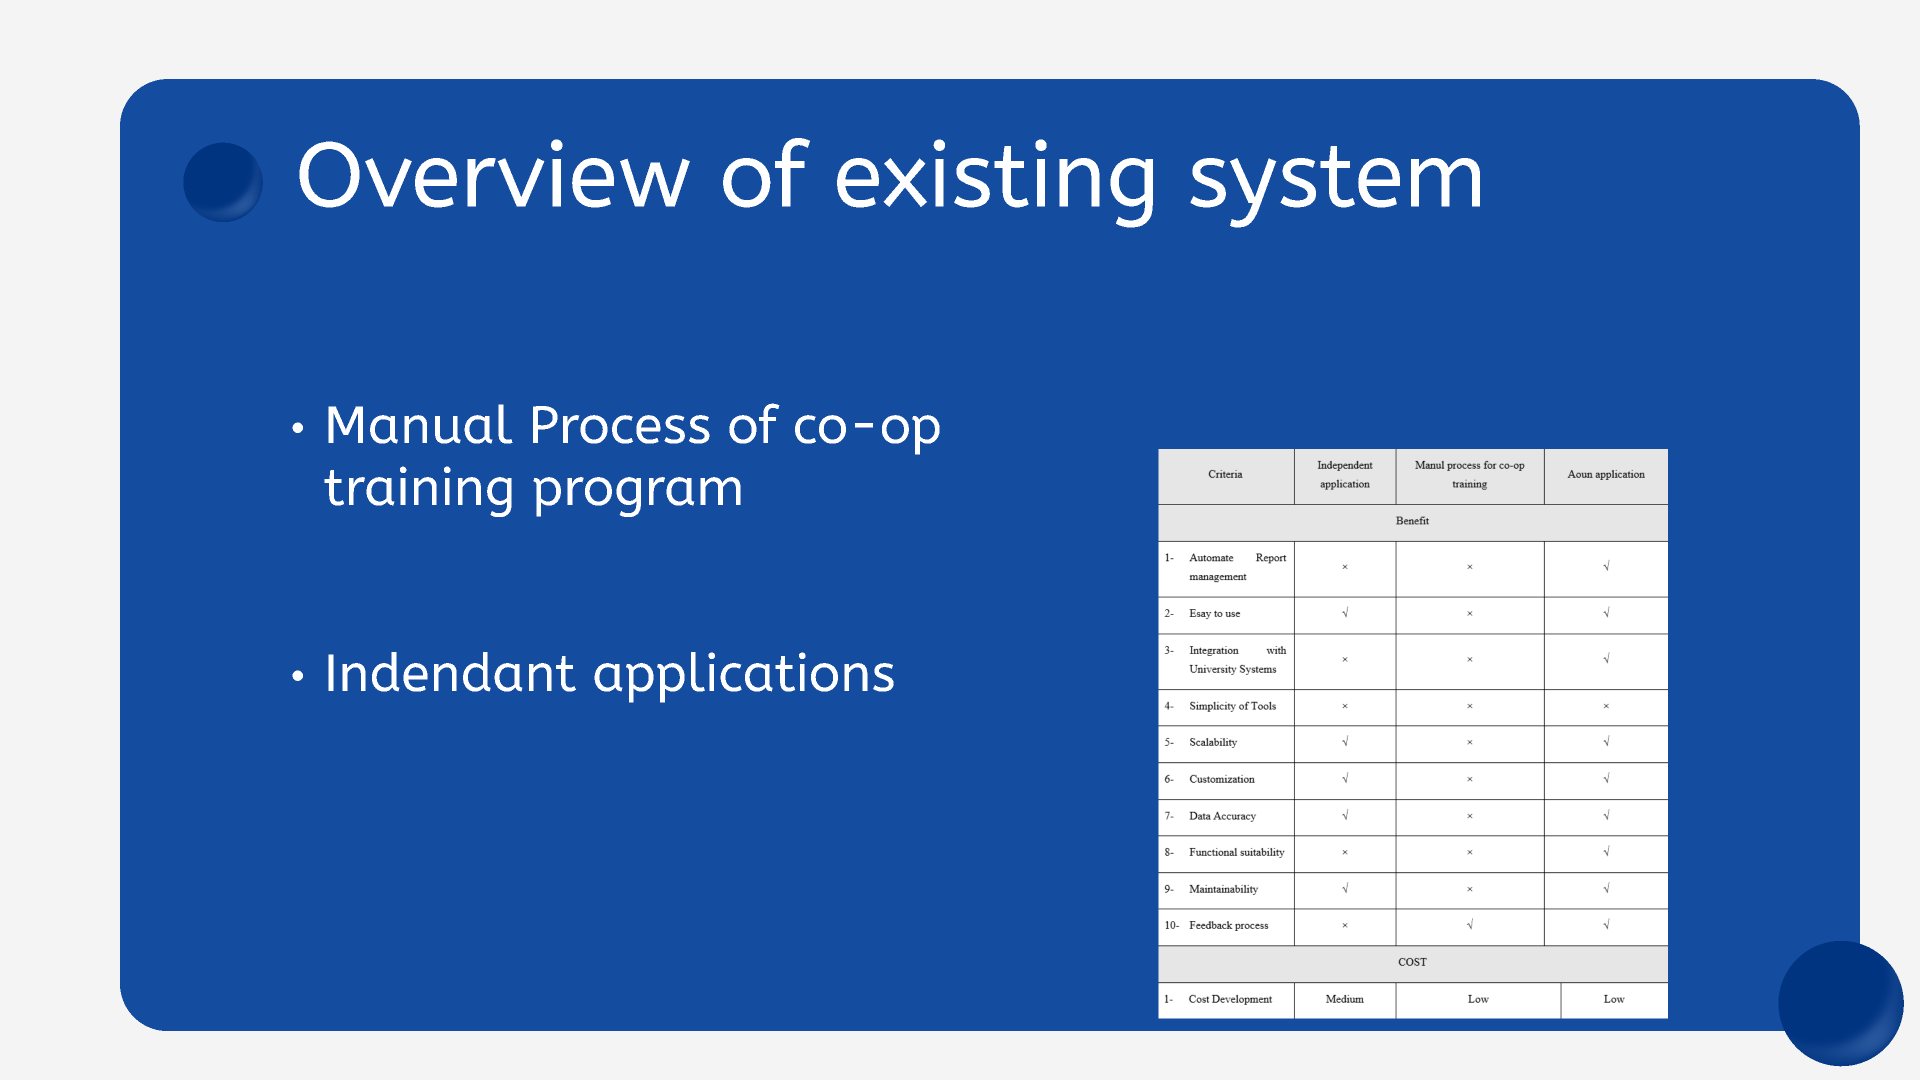 Overview of existing system
• Manual Process of co-op
training program
• Indendant applications
Criteria Independent application Manul process for co-op training Aoun application
Benefit
1- Automate Report management × × √
2- Esay to use √ × √
3- Integration with University Systems × × √
4- Simplicity of Tools × × ×
5- Scalability √ × √
6- Customization √ × √
7- Data Accuracy √ × √
8- Functional suitability × × √
9- Maintainability √ × √
10- Feedback process × √ √
COST
1- Cost Development Medium Low Low